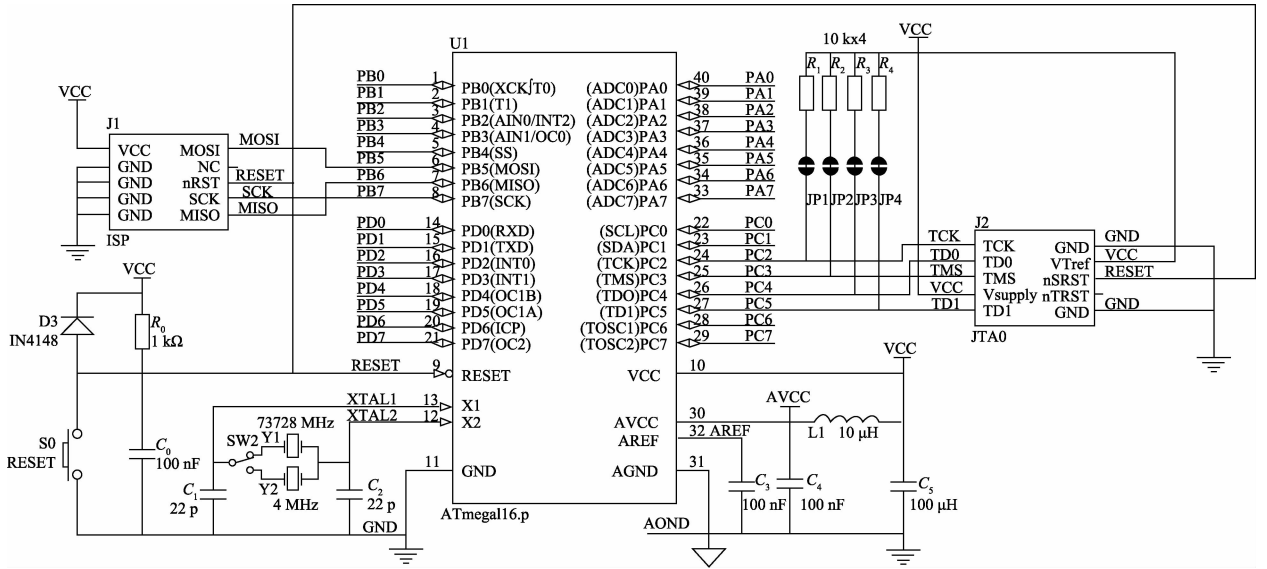 U1
ATmegal16.p
PB0 1 PB0(XCK∫T0)
PB1 2 PB1(T1)
PB2 3 PB2(AIN0/INT2)
PB3 4 PB3(AIN1/OC0)
PB4 5 PB4(SS)
PB5 6 PB5(MOSI)
PB6 7 PB6(MISO)
PB7 8 PB7(SCK)
PD0 14 PD0(RXD)
PD1 15 PD1(TXD)
PD2 16 PD2(INT0)
PD3 17 PD3(INT1)
PD4 18 PD4(OC1B)
PD5 19 PD5(OC1A)
PD6 20 PD6(ICP)
PD7 21 PD7(OC2)
RESET 9 RESET
XTAL1 13 X1
XTAL2 12 X2
11 GND
(ADC0)PA0 40 PA0
(ADC1)PA1 39 PA1
(ADC2)PA2 38 PA2
(ADC3)PA3 37 PA3
(ADC4)PA4 36 PA4
(ADC5)PA5 35 PA5
(ADC6)PA6 34 PA6
(ADC7)PA7 33 PA7
(SCL)PC0 22 PC0
(SDA)PC1 23 PC1
(TCK)PC2 24 PC2
(TMS)PC3 25 PC3
(TDO)PC4 26 PC4
(TD1)PC5 27 PC5
(TOSC1)PC6 28 PC6
(TOSC2)PC7 29 PC7
VCC 10
AVCC 30
AREF 32 AREF
AGND 31
VCC
J1
VCC MOSI MOSI
GND NC
GND nRST RESET
GND SCK SCK
GND MISO MISO
ISP
VCC
D3
IN4148
R0
1 kΩ
S0
RESET
C0
100 nF
73728 MHz
SW2 Y1
Y2
4 MHz
C1
22 p
C2
22 p
GND
10 kx4
VCC
R1 R2 R3 R4
JP1 JP2 JP3 JP4
J2
TCK TCK GND GND
TD0 TD0 VTref VCC
TMS TMS nSRST RESET
VCC Vsupply nTRST
TD1 TD1 GND GND
JTA0
VCC
AVCC
L1 10 μH
C3
100 nF
C4
100 nF
C5
100 μH
AOND